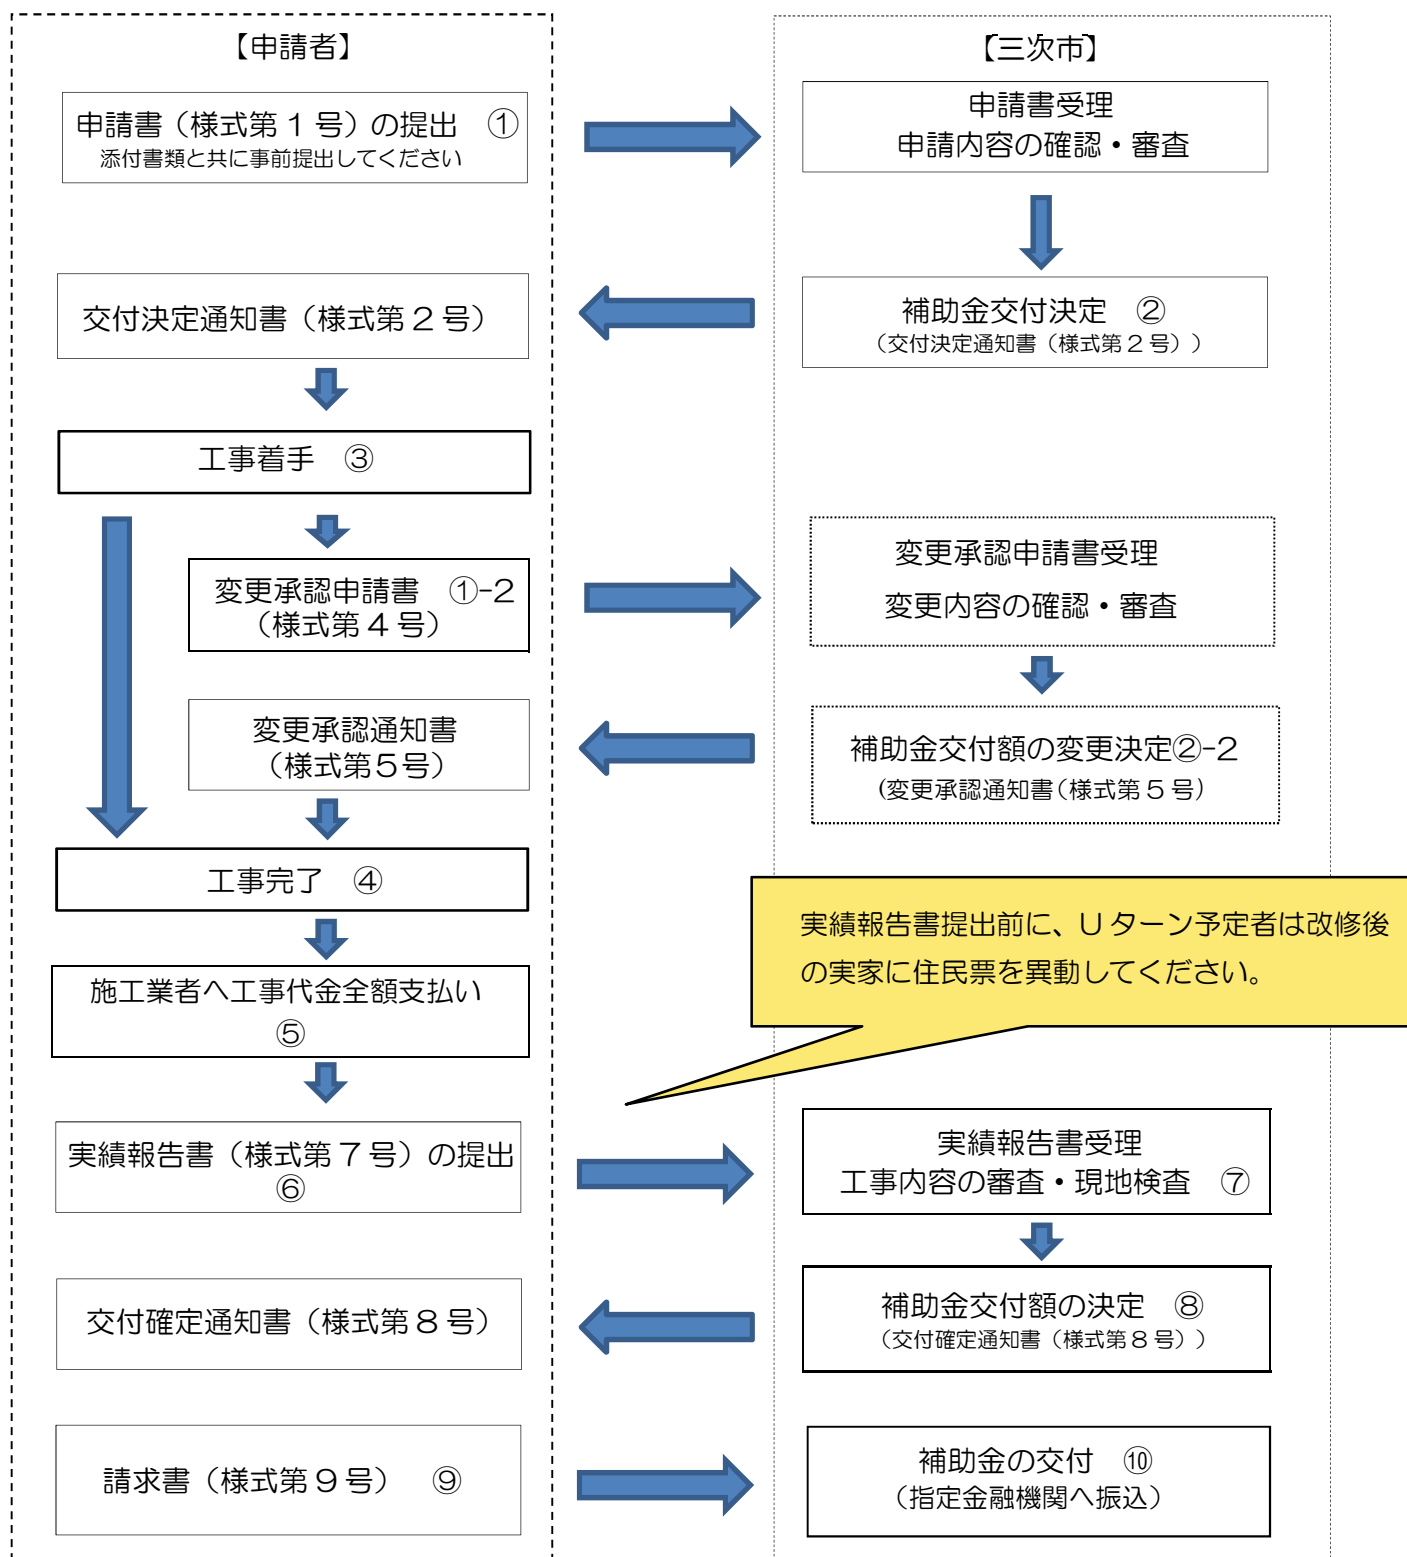 【申請者】
【三次市】
申請書（様式第１号）の提出　①
添付書類と共に事前提出してください
申請書受理
申請内容の確認・審査
交付決定通知書（様式第２号）
補助金交付決定　②
（交付決定通知書（様式第２号））
工事着手　③
変更承認申請書　①-２
（様式第４号）
変更承認申請書受理
変更内容の確認・審査
変更承認通知書
（様式第５号）
補助金交付額の変更決定②-２
（変更承認通知書（様式第５号）
工事完了　④
実績報告書提出前に、Ｕターン予定者は改修後
の実家に住民票を異動してください。
施工業者へ工事代金全額支払い
⑤
実績報告書（様式第７号）の提出
⑥
実績報告書受理
工事内容の審査・現地検査　⑦
交付確定通知書（様式第８号）
補助金交付額の決定　⑧
（交付確定通知書（様式第８号））
請求書（様式第９号）　⑨
補助金の交付　⑩
（指定金融機関へ振込）